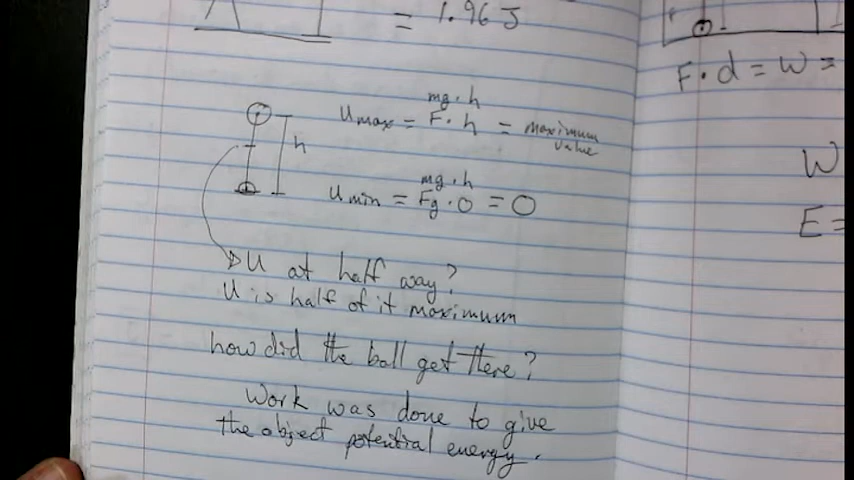 = 1.96 J
F · d = W =
mg · h
Umax = F · h = maximum value
h
mg · h
Umin = Fg · 0 = 0
W
E =
U at half way?
U is half of it maximum
how did the ball get there?
Work was done to give
the object potential energy.